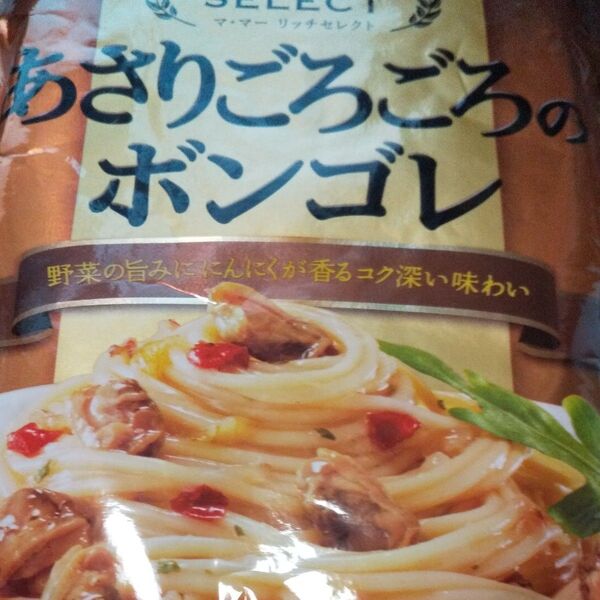 SELECT
マ・マー リッチセレクト
あさりごろごろの
ボンゴレ
野菜の旨みににんにくが香るコク深い味わい